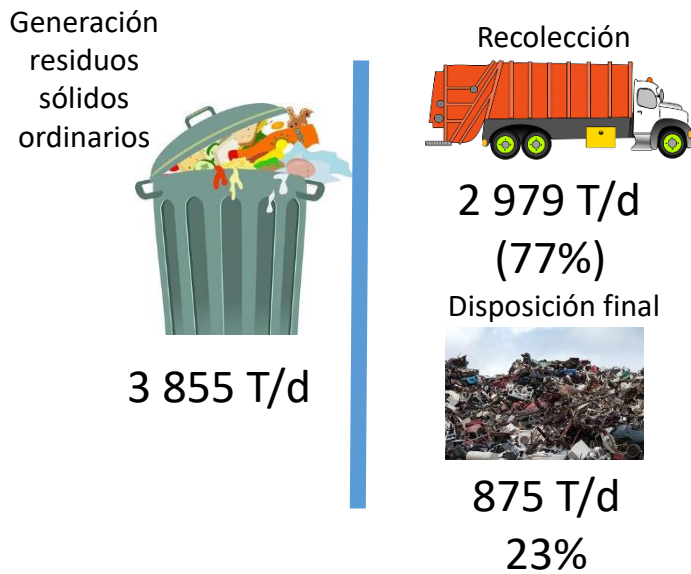 Generación
residuos
sólidos
ordinarios
3 855 T/d
Recolección
2 979 T/d
(77%)
Disposición final
875 T/d
23%